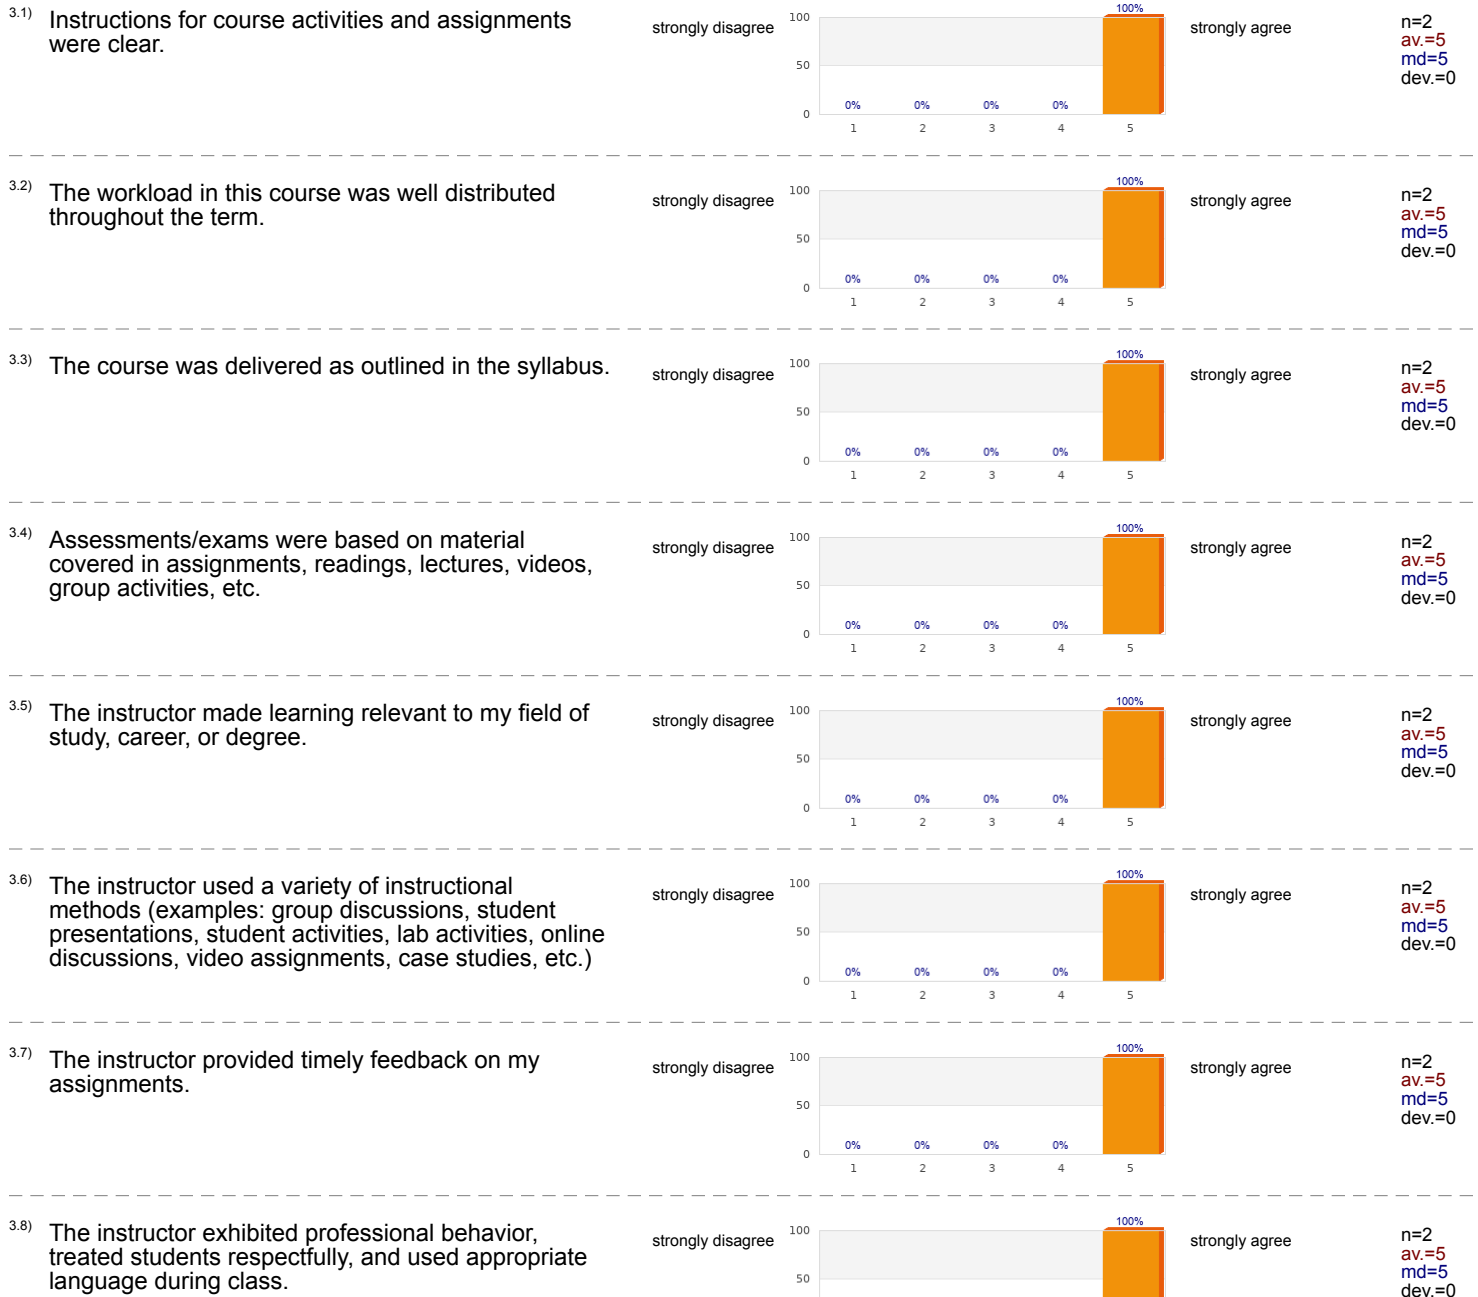 3.1) Instructions for course activities and assignments
were clear.
strongly disagree
strongly agree
100
50
0
100%
0% 0% 0% 0%
1 2 3 4 5
n=2
av.=5
md=5
dev.=0
3.2) The workload in this course was well distributed
throughout the term.
strongly disagree
strongly agree
100
50
0
100%
0% 0% 0% 0%
1 2 3 4 5
n=2
av.=5
md=5
dev.=0
3.3) The course was delivered as outlined in the syllabus.
strongly disagree
strongly agree
100
50
0
100%
0% 0% 0% 0%
1 2 3 4 5
n=2
av.=5
md=5
dev.=0
3.4) Assessments/exams were based on material
covered in assignments, readings, lectures, videos,
group activities, etc.
strongly disagree
strongly agree
100
50
0
100%
0% 0% 0% 0%
1 2 3 4 5
n=2
av.=5
md=5
dev.=0
3.5) The instructor made learning relevant to my field of
study, career, or degree.
strongly disagree
strongly agree
100
50
0
100%
0% 0% 0% 0%
1 2 3 4 5
n=2
av.=5
md=5
dev.=0
3.6) The instructor used a variety of instructional
methods (examples: group discussions, student
presentations, student activities, lab activities, online
discussions, video assignments, case studies, etc.)
strongly disagree
strongly agree
100
50
0
100%
0% 0% 0% 0%
1 2 3 4 5
n=2
av.=5
md=5
dev.=0
3.7) The instructor provided timely feedback on my
assignments.
strongly disagree
strongly agree
100
50
0
100%
0% 0% 0% 0%
1 2 3 4 5
n=2
av.=5
md=5
dev.=0
3.8) The instructor exhibited professional behavior,
treated students respectfully, and used appropriate
language during class.
strongly disagree
strongly agree
100
50
100%
n=2
av.=5
md=5
dev.=0